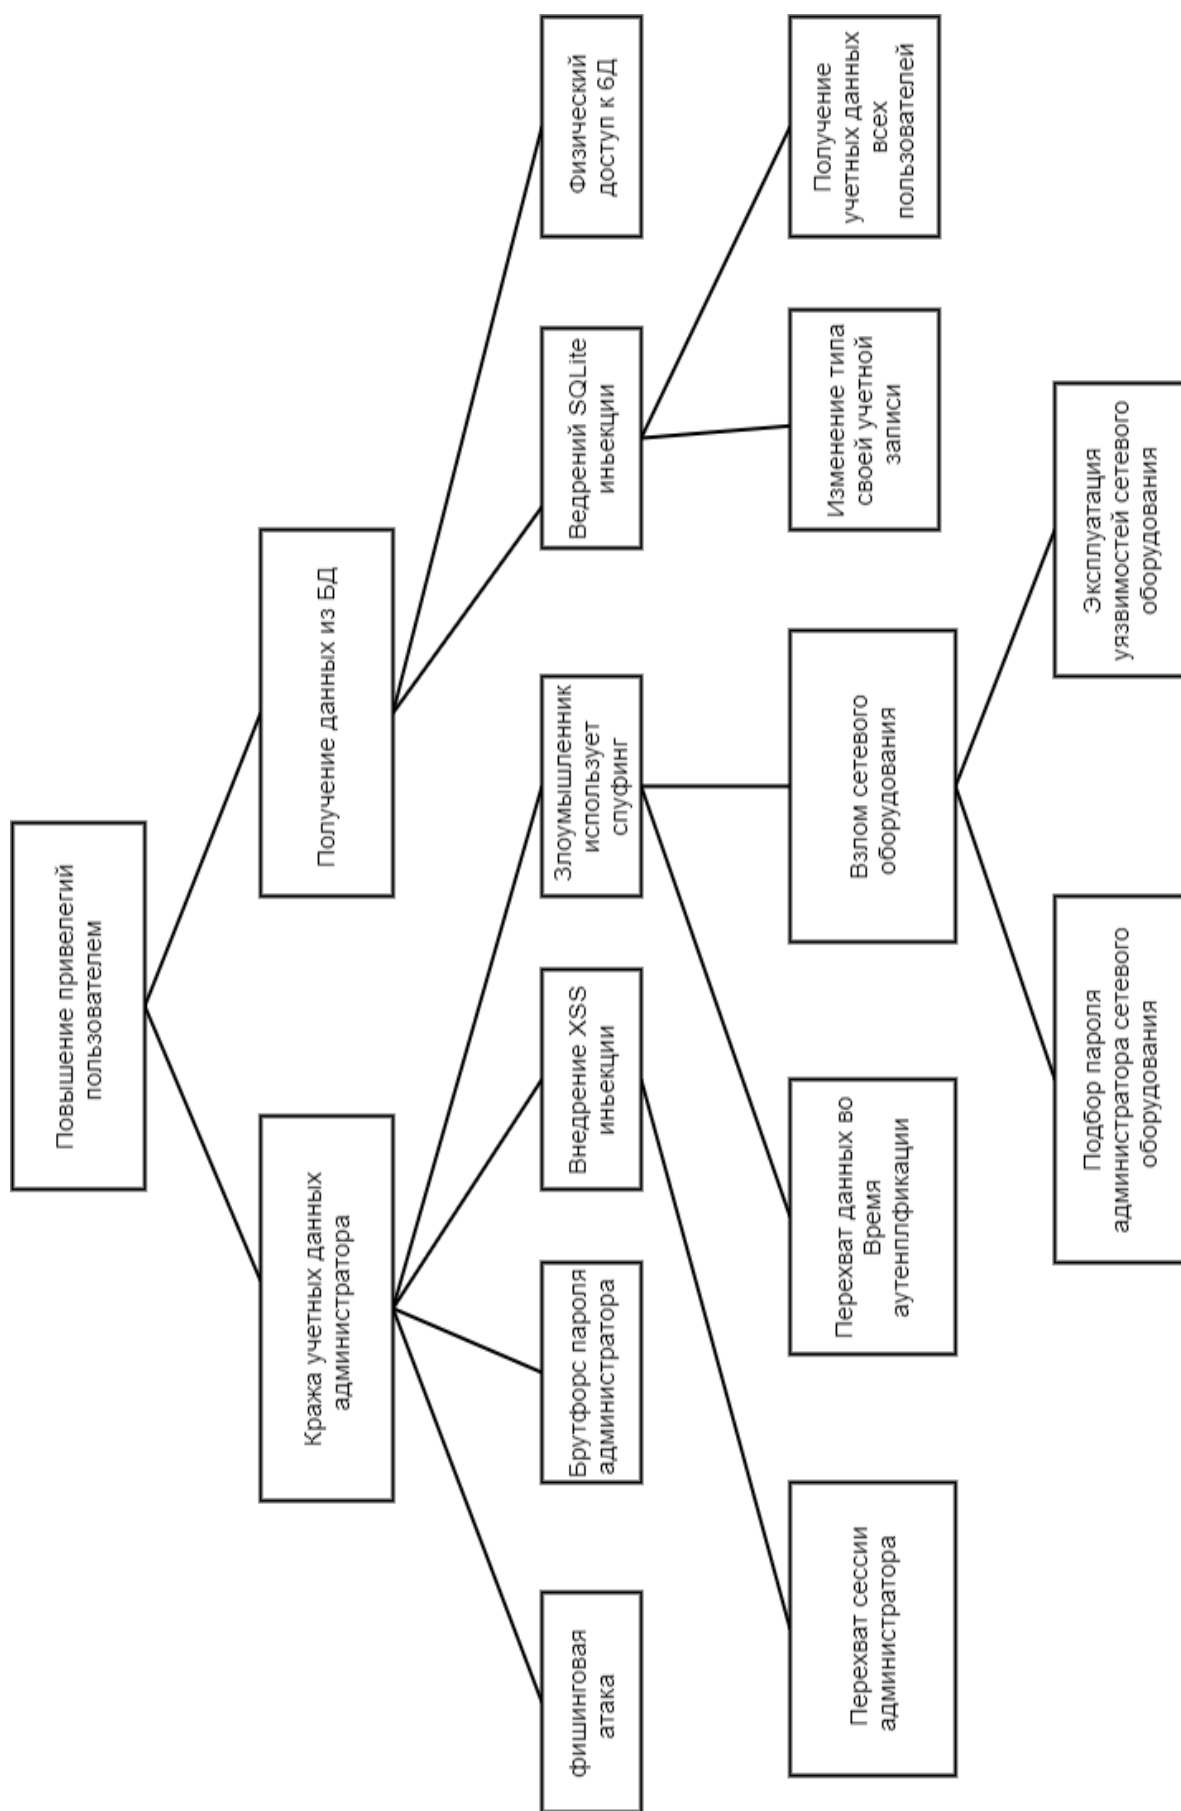 Повышение привелегий
пользователем
Кража учетных данных
администратора
Получение данных из БД
фишинговая
атака
Брутфорс пароля
администратора
Внедрение XSS
иньекции
Злоумышленник
использует
спуфинг
Ведрений SQLite
иньекции
Физический
доступ к 6Д
Перехват сессии
администратора
Перехват данных во
Время
аутенплфикации
Взлом сетевого
оборудования
Изменение типа
своей учетной
записи
Получение
учетных данных
всех
пользователей
Подбор пароля
администратора сетевого
оборудования
Эксплуатация
уязвимостей сетевого
оборудования